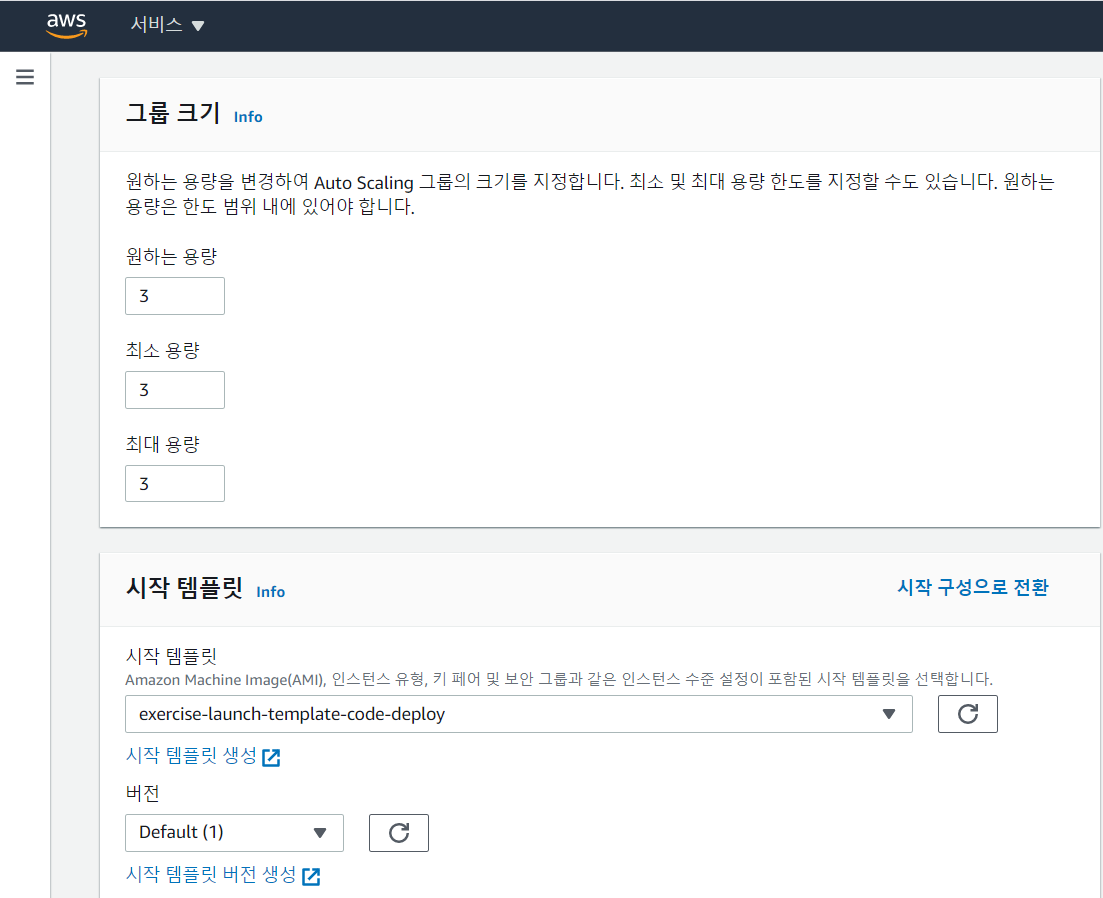 aws 서비스 ▼
그룹 크기 Info
원하는 용량을 변경하여 Auto Scaling 그룹의 크기를 지정합니다. 최소 및 최대 용량 한도를 지정할 수도 있습니다. 원하는
용량은 한도 범위 내에 있어야 합니다.
원하는 용량
3
최소 용량
3
최대 용량
3
시작 템플릿 Info 시작 구성으로 전환
시작 템플릿
Amazon Machine Image(AMI), 인스턴스 유형, 키 페어 및 보안 그룹과 같은 인스턴스 수준 설정이 포함된 시작 템플릿을 선택합니다.
exercise-launch-template-code-deploy
시작 템플릿 생성
버전
Default (1)
시작 템플릿 버전 생성